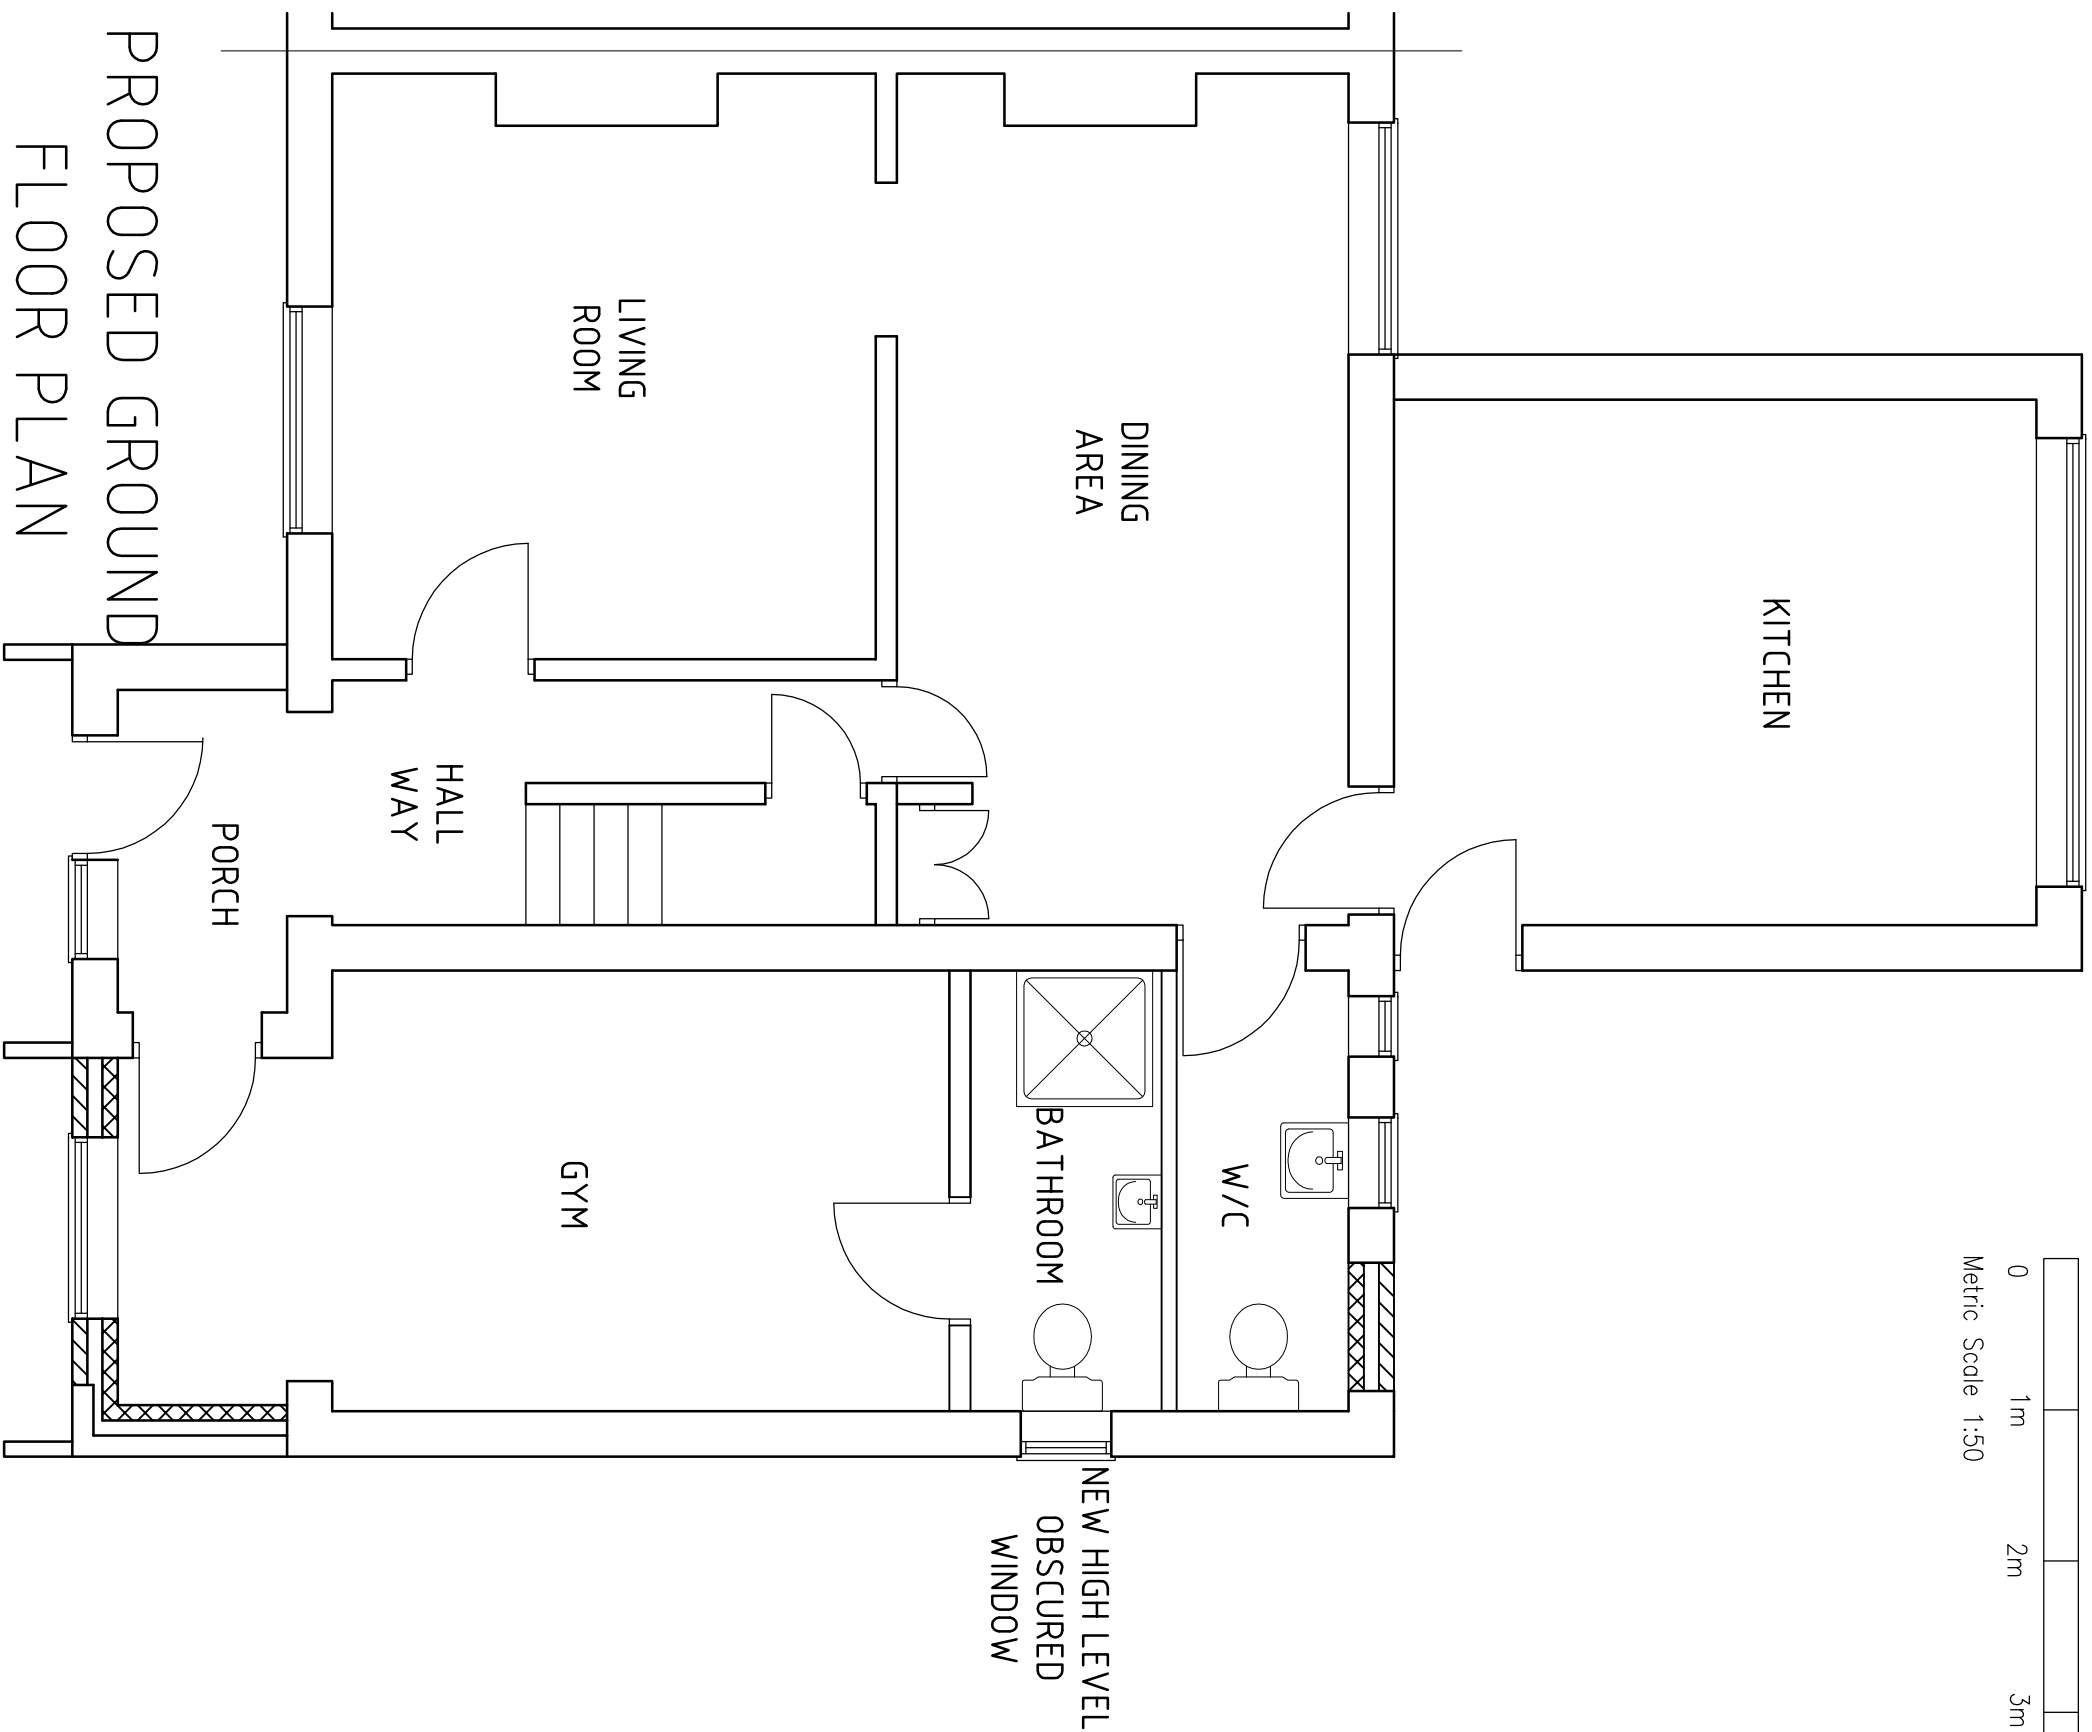 KITCHEN
DINING
AREA
LIVING
ROOM
HALL
WAY
PORCH
W/C
BATHROOM
GYM
NEW HIGH LEVEL
OBSCURED
WINDOW
0 1m 2m 3m
Metric Scale 1:50
PROPOSED GROUND
FLOOR PLAN